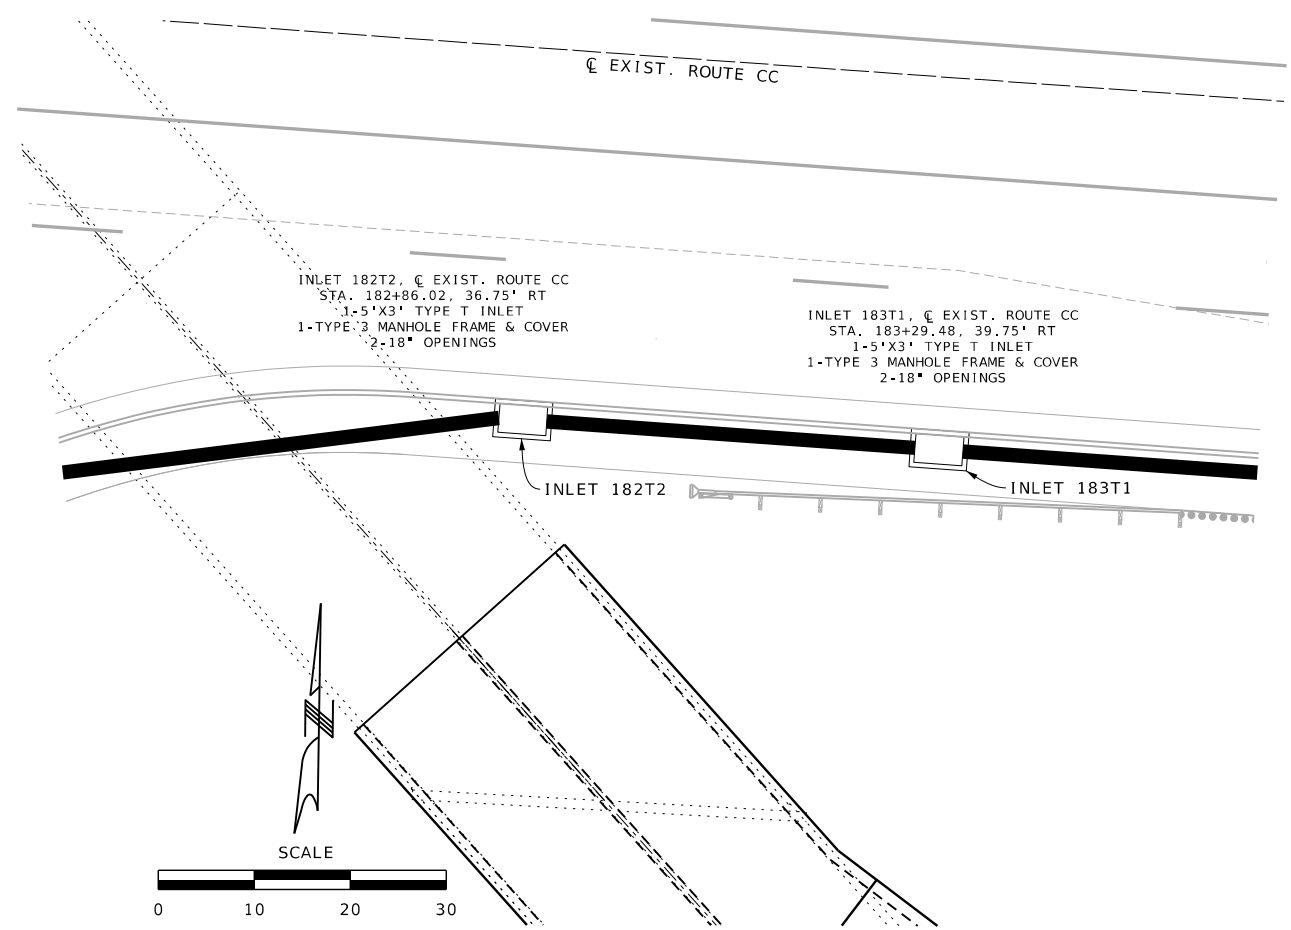 ℄ EXIST. ROUTE CC
INLET 182T2, ℄ EXIST. ROUTE CC
STA. 182+86.02, 36.75' RT
1-5'X3' TYPE T INLET
1-TYPE 3 MANHOLE FRAME & COVER
2-18" OPENINGS
INLET 183T1, ℄ EXIST. ROUTE CC
STA. 183+29.48, 39.75' RT
1-5'X3' TYPE T INLET
1-TYPE 3 MANHOLE FRAME & COVER
2-18" OPENINGS
INLET 182T2
INLET 183T1
N
SCALE
0 10 20 30